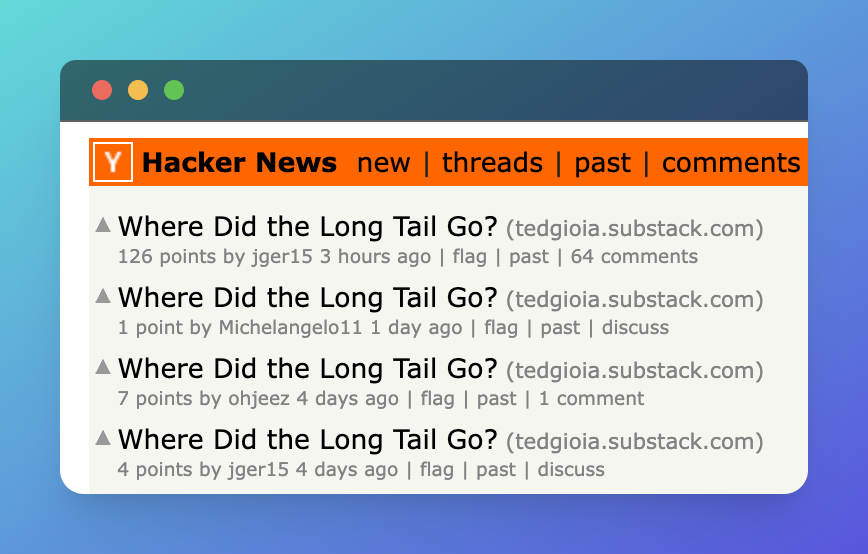 Y Hacker News new | threads | past | comments
Where Did the Long Tail Go? (tedgioia.substack.com)
126 points by jger15 3 hours ago | flag | past | 64 comments
Where Did the Long Tail Go? (tedgioia.substack.com)
1 point by Michelangelo11 1 day ago | flag | past | discuss
Where Did the Long Tail Go? (tedgioia.substack.com)
7 points by ohjeez 4 days ago | flag | past | 1 comment
Where Did the Long Tail Go? (tedgioia.substack.com)
4 points by jger15 4 days ago | flag | past | discuss